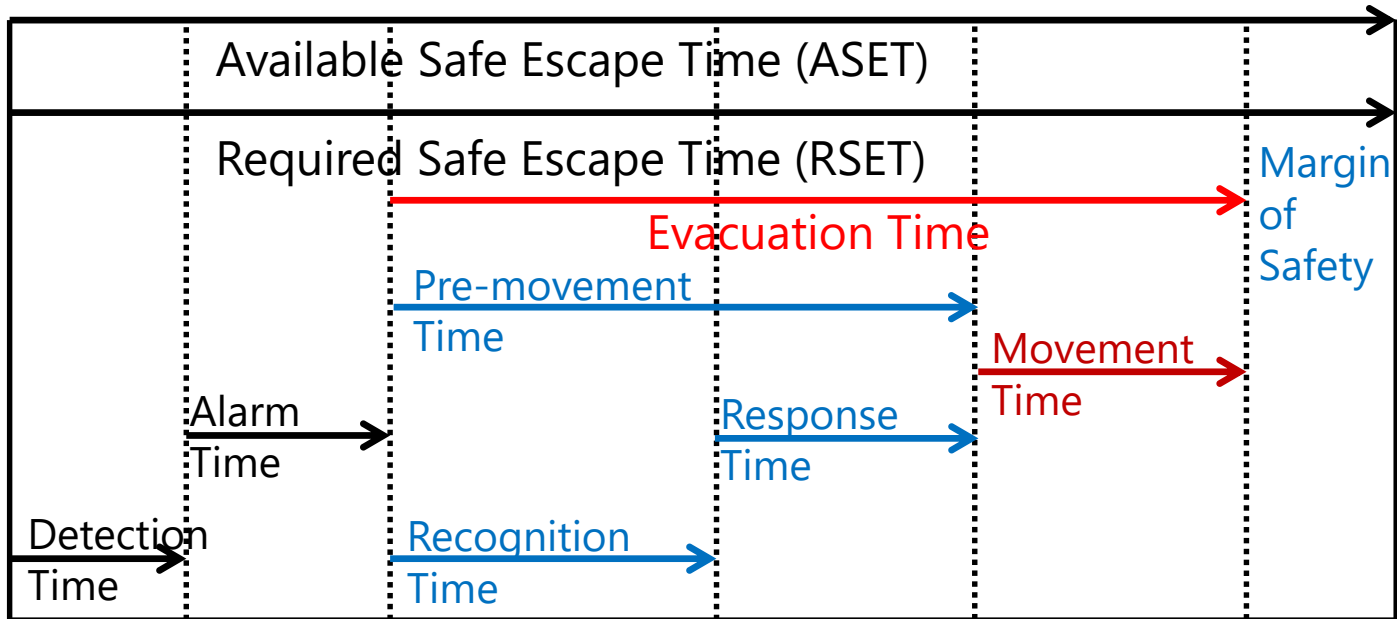 Available Safe Escape Time (ASET)
Required Safe Escape Time (RSET)
Margin
of
Safety
Evacuation Time
Pre-movement
Time
Movement
Time
Alarm
Time
Response
Time
Detection
Time
Recognition
Time